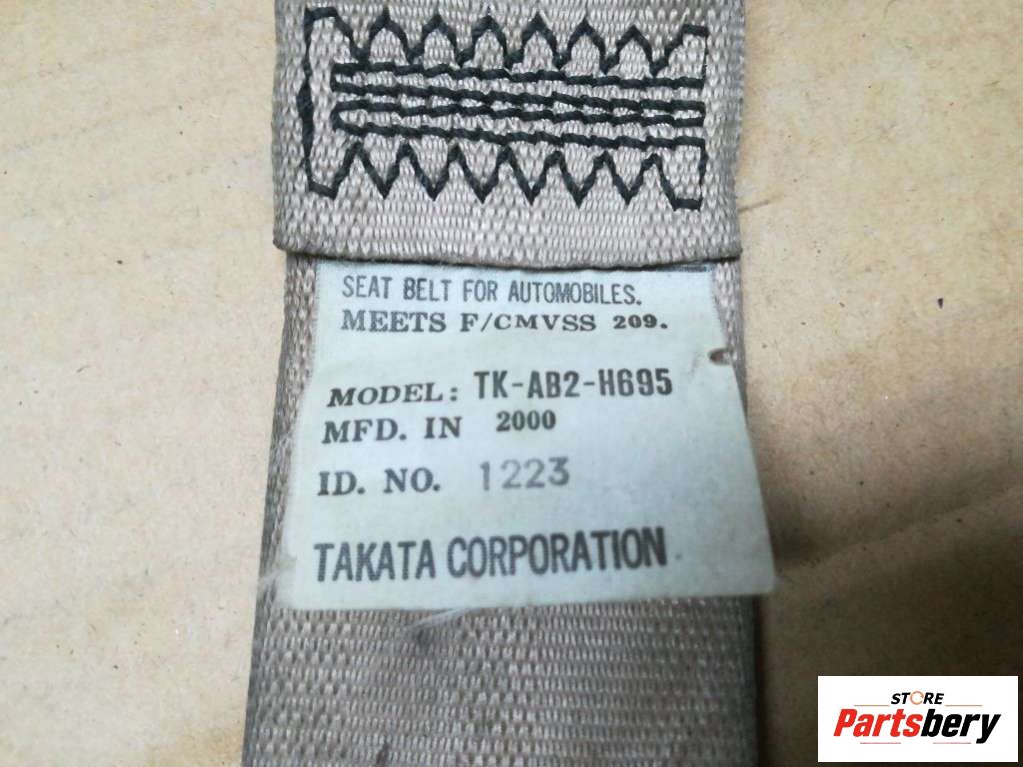 SEAT BELT FOR AUTOMOBILES.
MEETS F/CMVSS 209.
MODEL: TK-AB2-H695
MFD. IN 2000
ID. NO. 1223
TAKATA CORPORATION
STORE
Partsbery